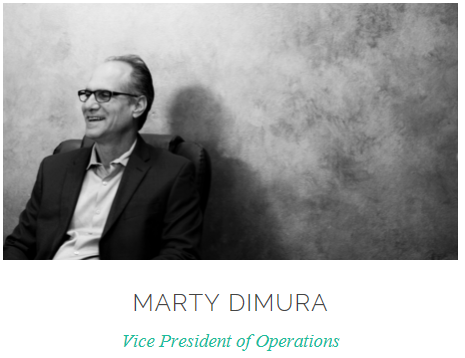 MARTY DIMURA
Vice President of Operations